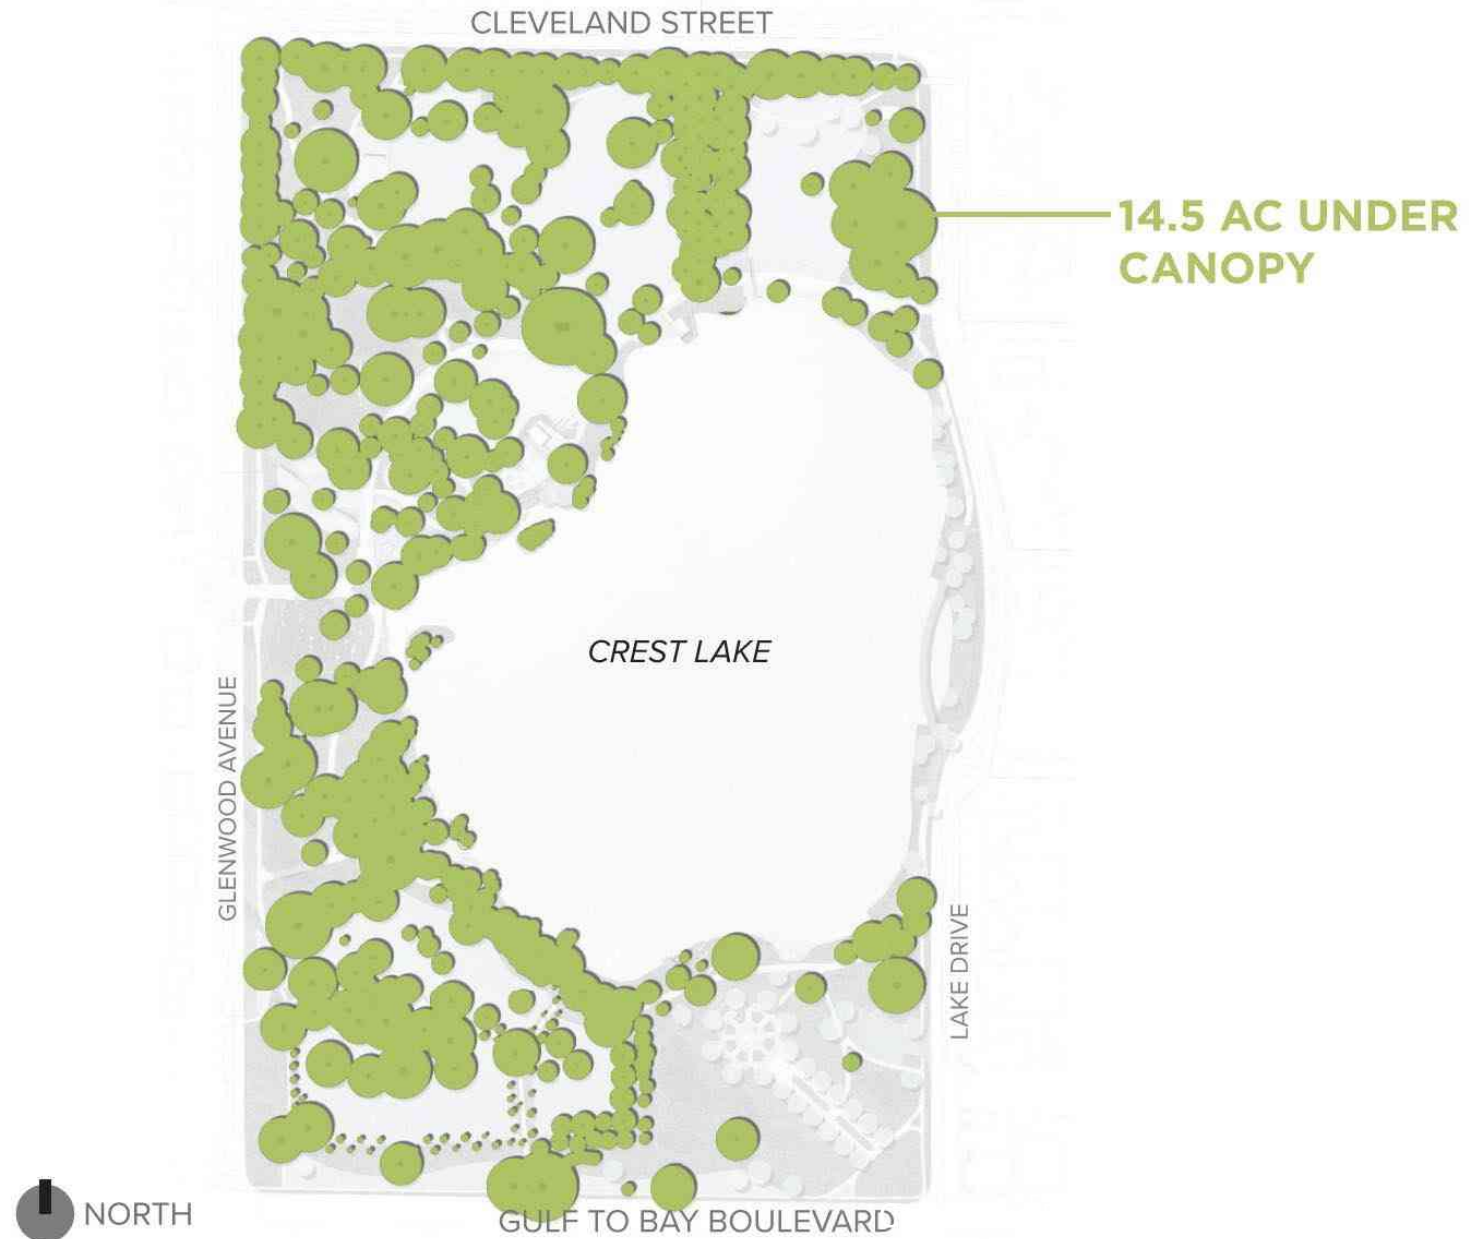 CLEVELAND STREET
14.5 AC UNDER
CANOPY
CREST LAKE
GLENWOOD AVENUE
LAKE DRIVE
NORTH
GULF TO BAY BOULEVARD